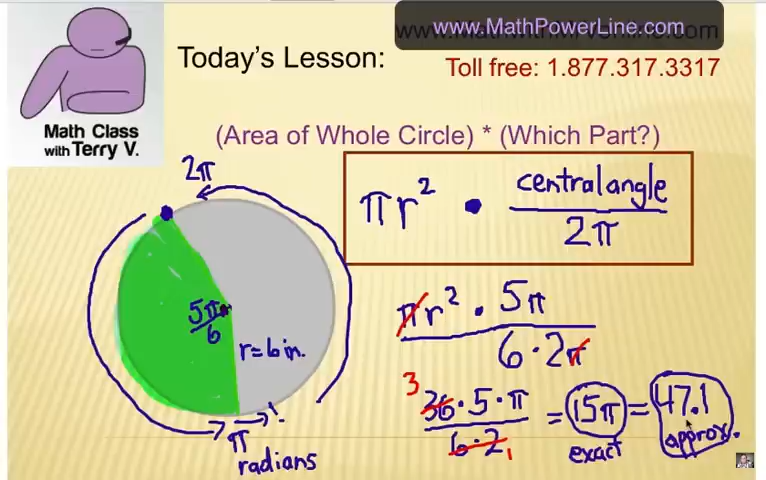 www.MathPowerLine.com
Today's Lesson:
Toll free: 1.877.317.3317
Math Class
with Terry V.
(Area of Whole Circle) * (Which Part?)
2π
πr² • central angle / 2π
5π/6
r=6 in.
πr² · 5π / 6 · 2π
3
36 · 5 · π / 6 · 2 = 15π = 47.1
1
exact
approx.
π
radians